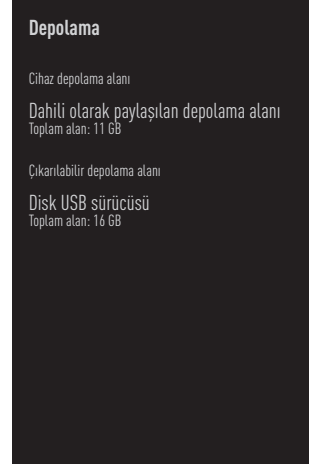 Depolama
Cihaz depolama alanı
Dahili olarak paylaşılan depolama alanı
Toplam alan: 11 GB
Çıkarılabilir depolama alanı
Disk USB sürücüsü
Toplam alan: 16 GB